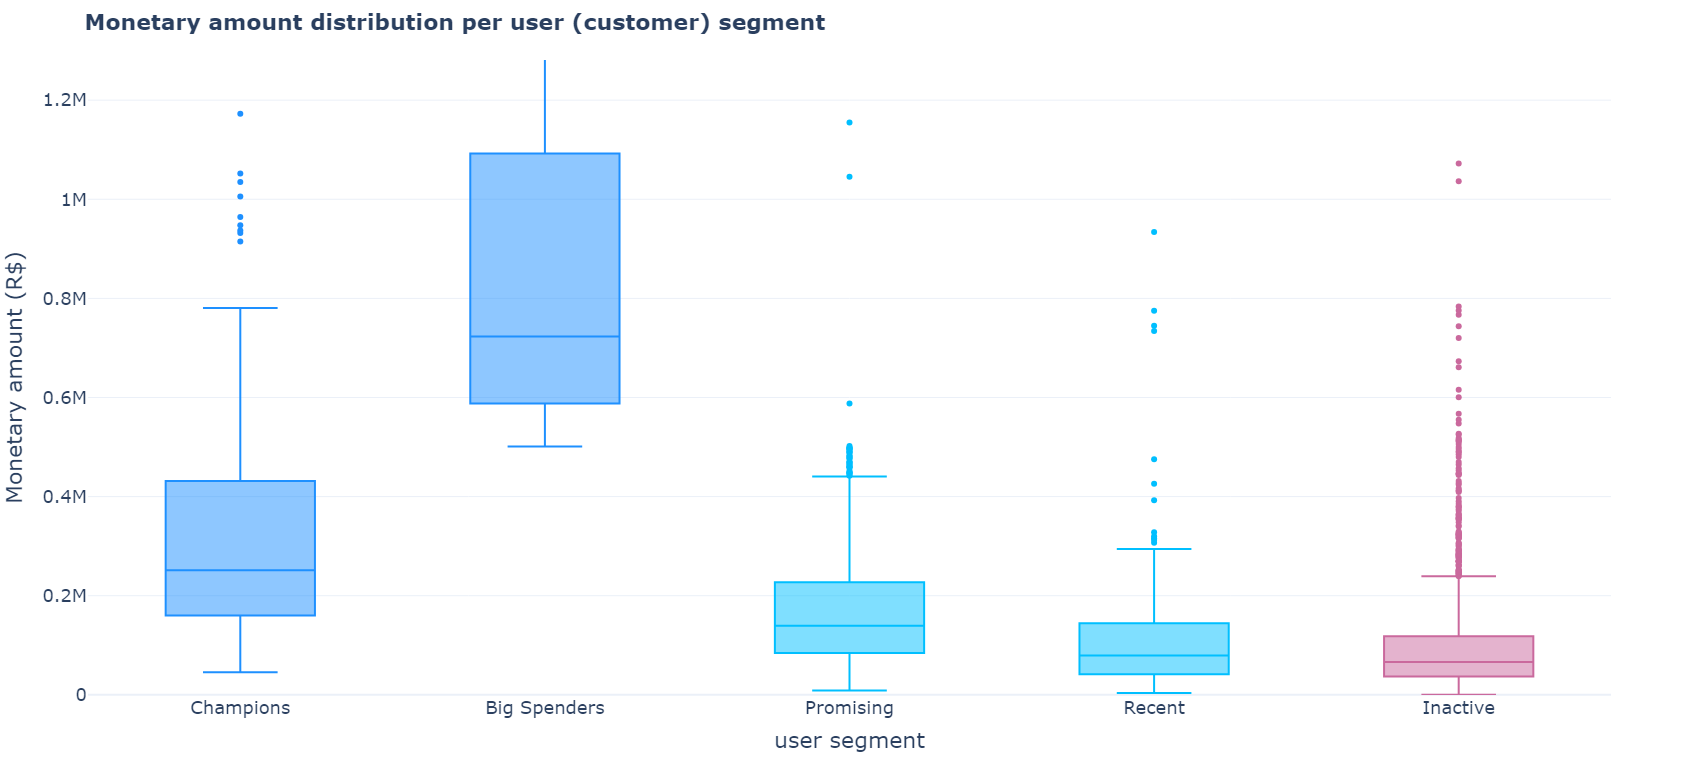 Monetary amount distribution per user (customer) segment
Monetary amount (R$)
1.2M
1M
0.8M
0.6M
0.4M
0.2M
0
Champions
Big Spenders
Promising
Recent
Inactive
user segment